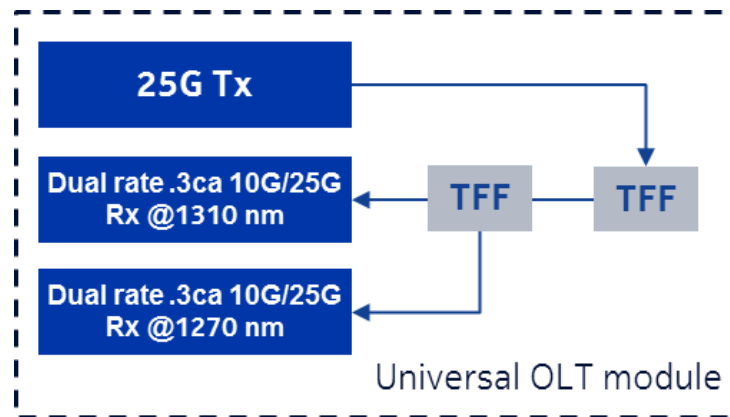 25G Tx
Dual rate .3ca 10G/25G
Rx @1310 nm
TFF
TFF
Dual rate .3ca 10G/25G
Rx @1270 nm
Universal OLT module